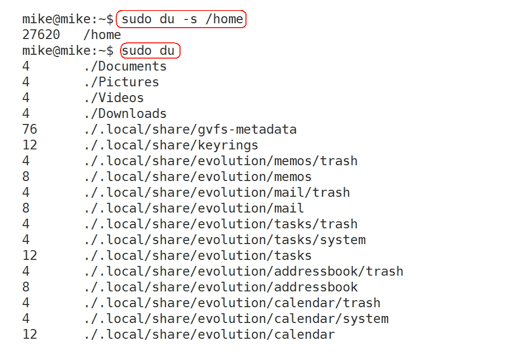 mike@mike:~$ sudo du -s /home
27620 /home
mike@mike:~$ sudo du
4 ./Documents
4 ./Pictures
4 ./Videos
4 ./Downloads
76 ./.local/share/gvfs-metadata
12 ./.local/share/keyrings
4 ./.local/share/evolution/memos/trash
8 ./.local/share/evolution/memos
4 ./.local/share/evolution/mail/trash
8 ./.local/share/evolution/mail
4 ./.local/share/evolution/tasks/trash
4 ./.local/share/evolution/tasks/system
12 ./.local/share/evolution/tasks
4 ./.local/share/evolution/addressbook/trash
8 ./.local/share/evolution/addressbook
4 ./.local/share/evolution/calendar/trash
4 ./.local/share/evolution/calendar/system
12 ./.local/share/evolution/calendar